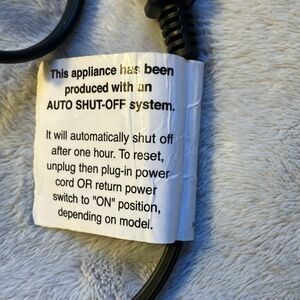 This appliance has been
produced with an
AUTO SHUT-OFF system.
It will automatically shut off
after one hour. To reset,
unplug then plug-in power
cord OR return power
switch to "ON" position,
depending on model.